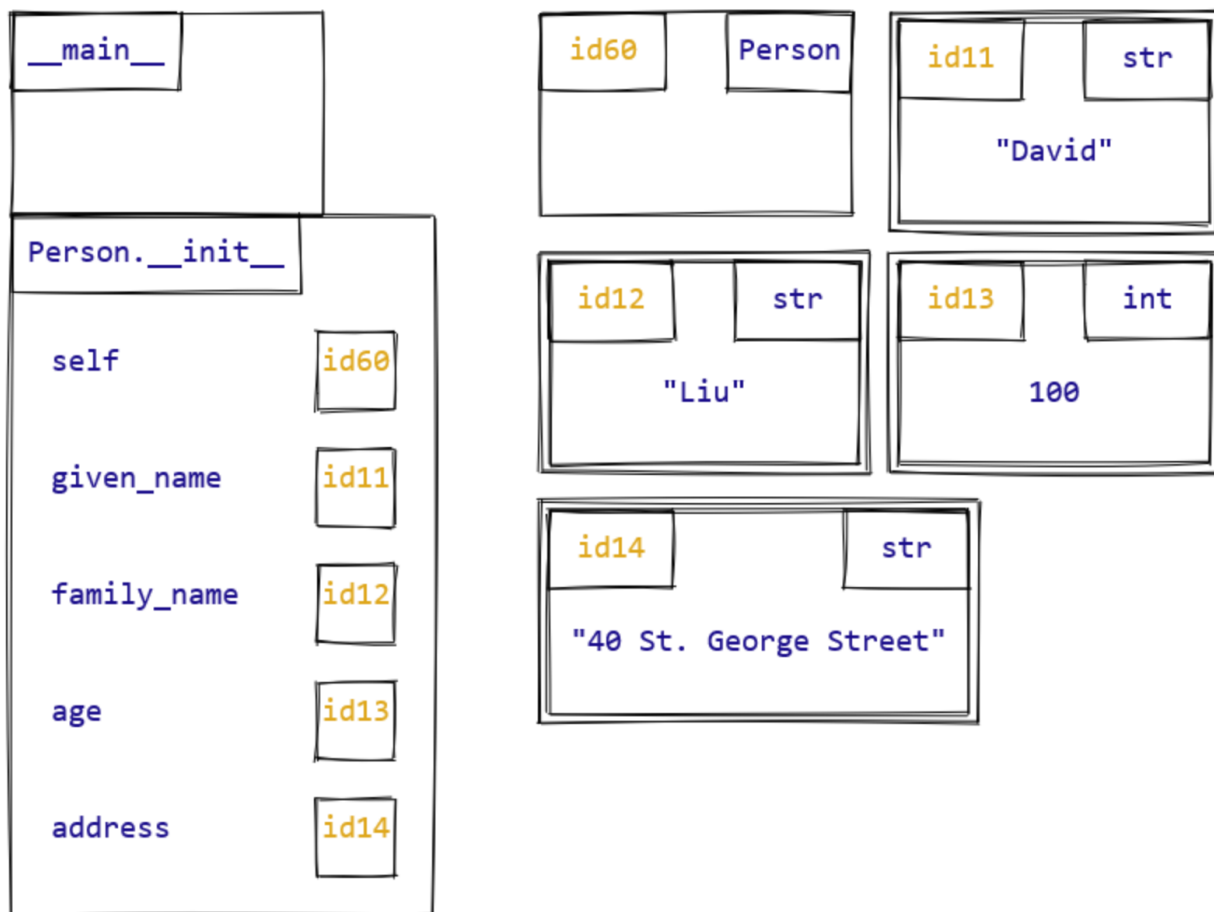 __main__
Person.__init__
self id60
given_name id11
family_name id12
age id13
address id14
id60 Person
id11 str
"David"
id12 str
"Liu"
id13 int
100
id14 str
"40 St. George Street"